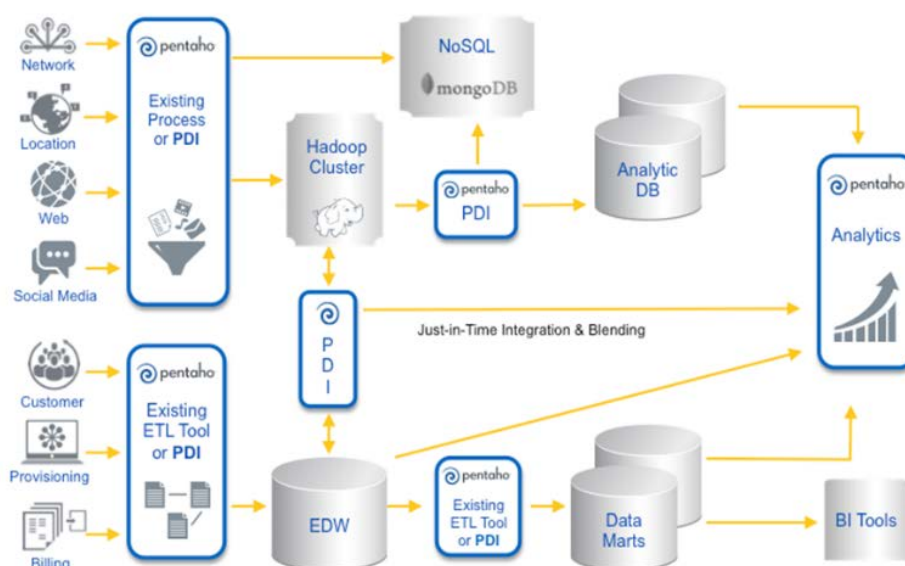 Network
Location
Web
Social Media
pentaho
Existing
Process
or PDI
Hadoop
Cluster
NoSQL
mongoDB
pentaho
PDI
Analytic
DB
pentaho
Analytics
P
D
I
Just-in-Time Integration & Blending
Customer
Provisioning
Billing
pentaho
Existing
ETL Tool
or PDI
EDW
pentaho
Existing
ETL Tool
or PDI
Data
Marts
BI Tools